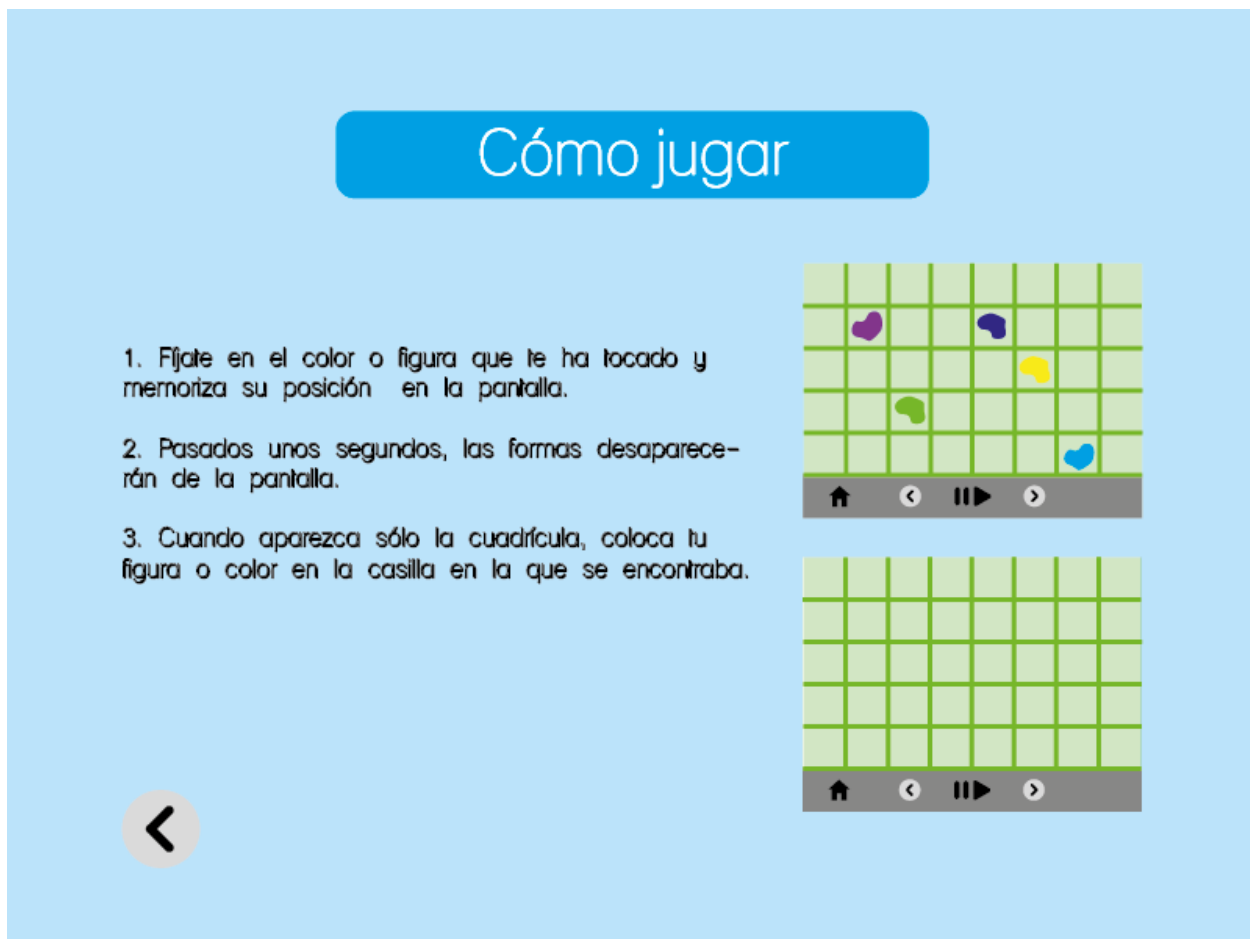 Cómo jugar
1. Fíjate en el color o figura que te ha tocado y
memoriza su posición en la pantalla.
2. Pasados unos segundos, las formas desaparece-
rán de la pantalla.
3. Cuando aparezca sólo la cuadrícula, coloca tu
figura o color en la casilla en la que se encontraba.